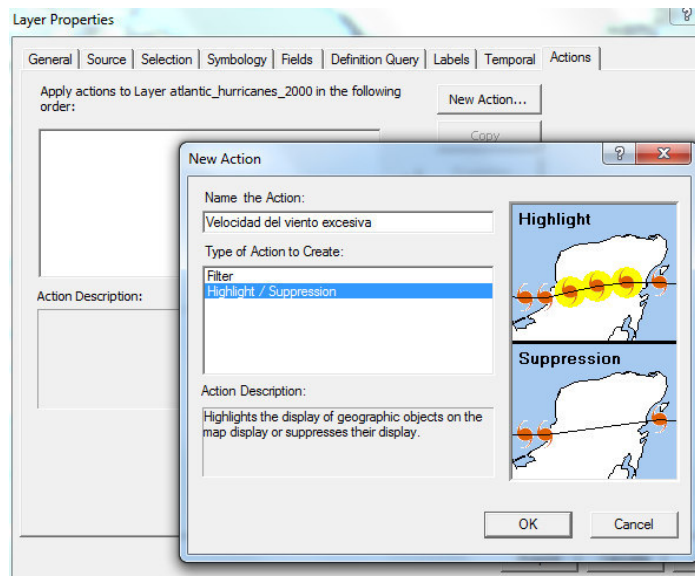 Layer Properties
General Source Selection Symbology Fields Definition Query Labels Temporal Actions
Apply actions to Layer atlantic_hurricanes_2000 in the following
order:
New Action...
Copy
New Action
Name the Action:
Velocidad del viento excesiva
Type of Action to Create:
Filter
Highlight / Suppression
Action Description:
Highlights the display of geographic objects on the
map display or suppresses their display.
Highlight
Suppression
Action Description:
OK
Cancel